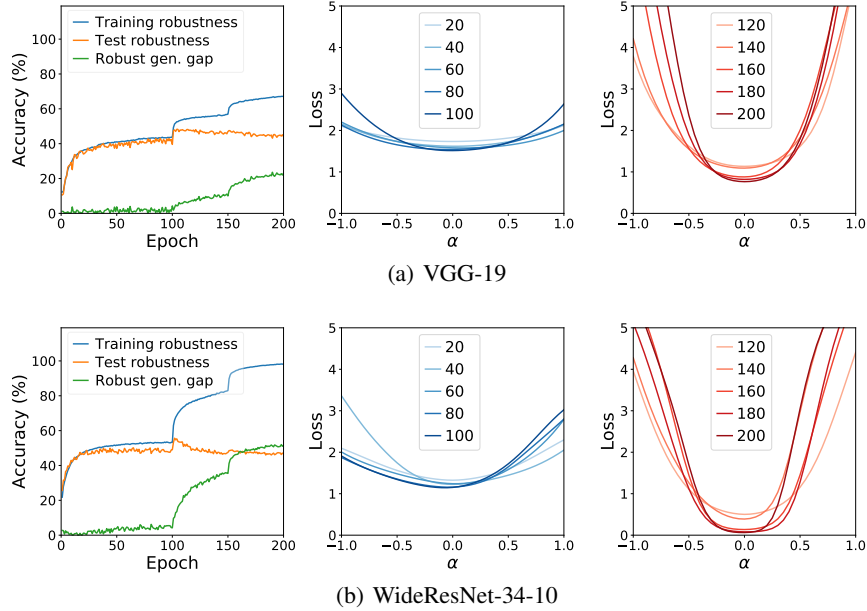 Accuracy (%)
100
80
60
40
20
0
Training robustness
Test robustness
Robust gen. gap
0 50 100 150 200
Epoch
Loss
5
4
3
2
1
0
20
40
60
80
100
−1.0 −0.5 0.0 0.5 1.0
α
Loss
5
4
3
2
1
0
120
140
160
180
200
−1.0 −0.5 0.0 0.5 1.0
α
(a) VGG-19
Accuracy (%)
100
80
60
40
20
0
Training robustness
Test robustness
Robust gen. gap
0 50 100 150 200
Epoch
Loss
5
4
3
2
1
0
20
40
60
80
100
−1.0 −0.5 0.0 0.5 1.0
α
Loss
5
4
3
2
1
0
120
140
160
180
200
−1.0 −0.5 0.0 0.5 1.0
α
(b) WideResNet-34-10